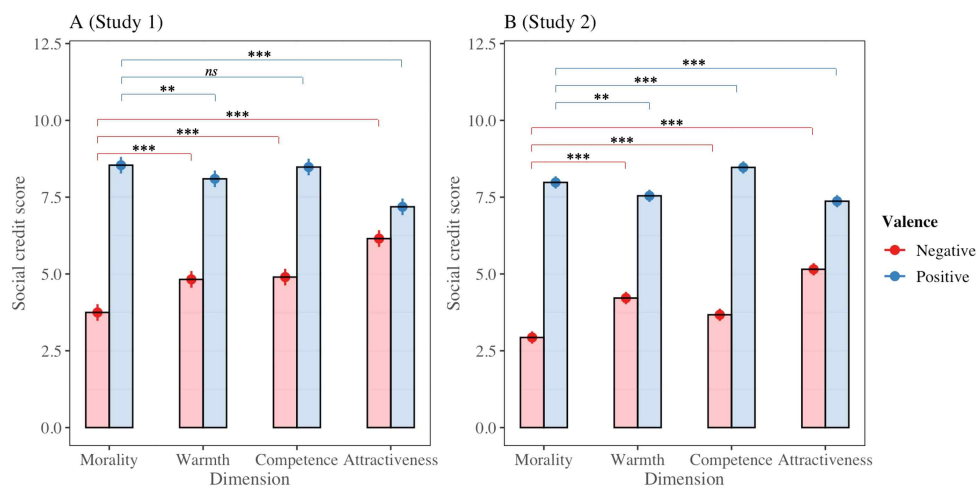 A (Study 1)
12.5
10.0
7.5
5.0
2.5
0.0
Social credit score
***
ns
**
***
***
***
Morality Warmth Competence Attractiveness
Dimension
B (Study 2)
12.5
10.0
7.5
5.0
2.5
0.0
Social credit score
***
***
**
***
***
***
Morality Warmth Competence Attractiveness
Dimension
Valence
Negative
Positive